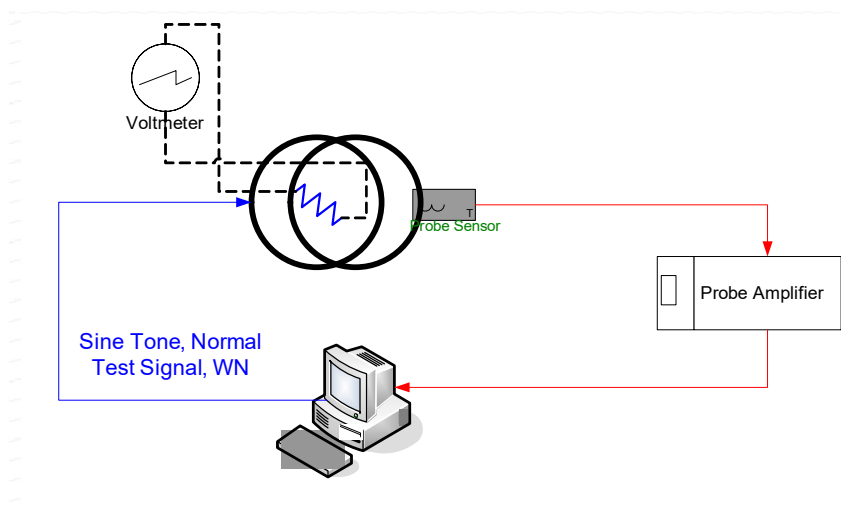 Voltmeter
T
Probe Sensor
Probe Amplifier
Sine Tone, Normal
Test Signal, WN